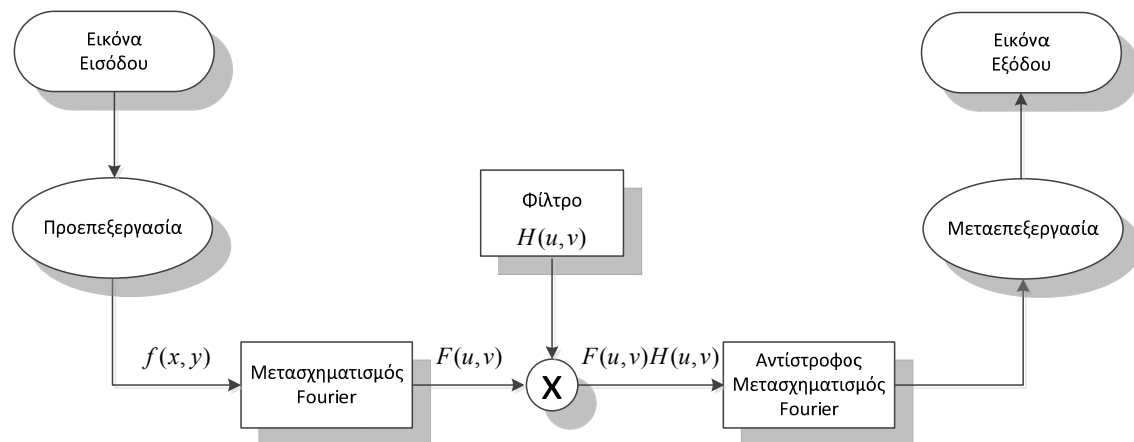 Εικόνα
Εισόδου
Προεπεξεργασία
f(x, y)
Μετασχηματισμός
Fourier
F(u, v)
Φίλτρο
H(u, v)
X
F(u, v)H(u, v)
Αντίστροφος
Μετασχηματισμός
Fourier
Μεταεπεξεργασία
Εικόνα
Εξόδου